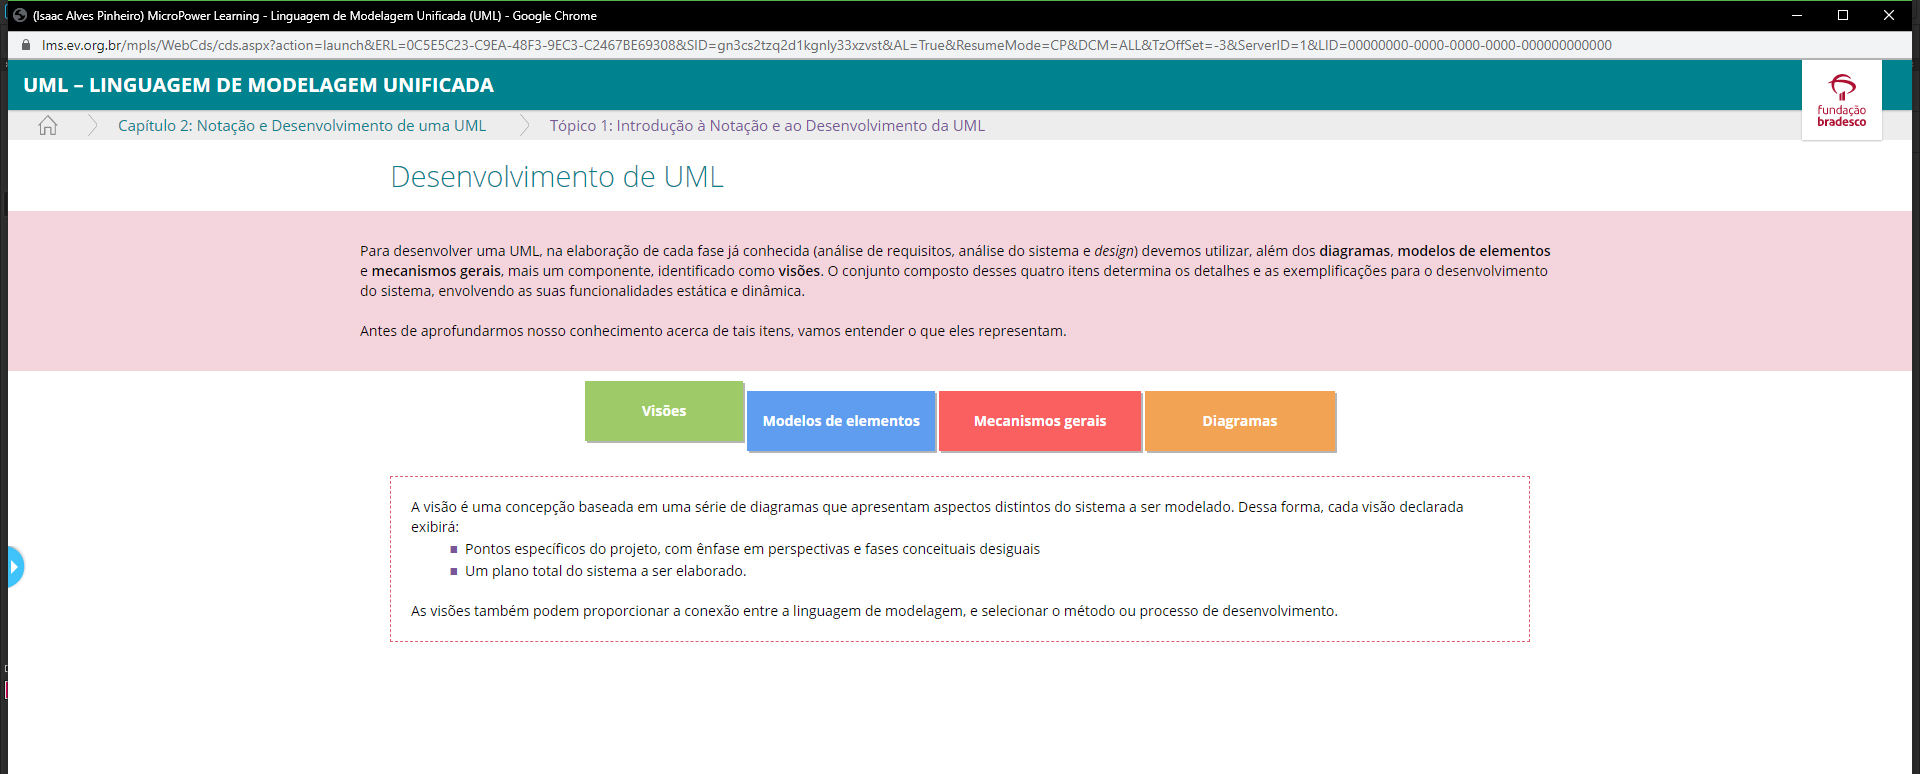 (Isaac Alves Pinheiro) MicroPower Learning - Linguagem de Modelagem Unificada (UML) - Google Chrome
lms.ev.org.br/mpls/WebCds/cds.aspx?action=launch&ERL=0C5E5C23-C9EA-48F3-9EC3-C2467BE69308&SID=gn3cs2tzq2d1kgnly33xzvst&AL=True&ResumeMode=CP&DCM=ALL&TzOffSet=-3&ServerID=1&LID=00000000-0000-0000-0000-000000000000
UML – LINGUAGEM DE MODELAGEM UNIFICADA
fundação
bradesco
Capítulo 2: Notação e Desenvolvimento de uma UML
Tópico 1: Introdução à Notação e ao Desenvolvimento da UML
Desenvolvimento de UML
Para desenvolver uma UML, na elaboração de cada fase já conhecida (análise de requisitos, análise do sistema e design) devemos utilizar, além dos diagramas, modelos de elementos
e mecanismos gerais, mais um componente, identificado como visões. O conjunto composto desses quatro itens determina os detalhes e as exemplificações para o desenvolvimento
do sistema, envolvendo as suas funcionalidades estática e dinâmica.
Antes de aprofundarmos nosso conhecimento acerca de tais itens, vamos entender o que eles representam.
Visões
Modelos de elementos
Mecanismos gerais
Diagramas
A visão é uma concepção baseada em uma série de diagramas que apresentam aspectos distintos do sistema a ser modelado. Dessa forma, cada visão declarada
exibirá:
Pontos específicos do projeto, com ênfase em perspectivas e fases conceituais desiguais
Um plano total do sistema a ser elaborado.
As visões também podem proporcionar a conexão entre a linguagem de modelagem, e selecionar o método ou processo de desenvolvimento.